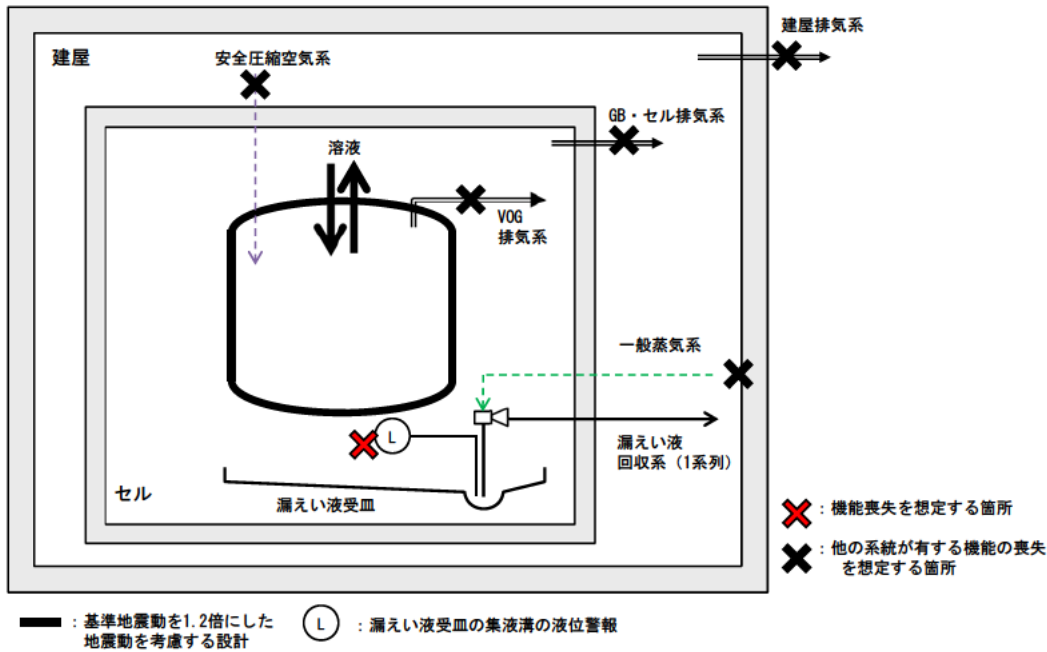 建屋排気系
建屋
安全圧縮空気系
GB・セル排気系
溶液
VOG
排気系
一般蒸気系
L
漏えい液
回収系（1系列）
セル
漏えい液受皿
：機能喪失を想定する箇所
：他の系統が有する機能の喪失
を想定する箇所
：基準地震動を1.2倍にした
地震動を考慮する設計
L
：漏えい液受皿の集液溝の液位警報